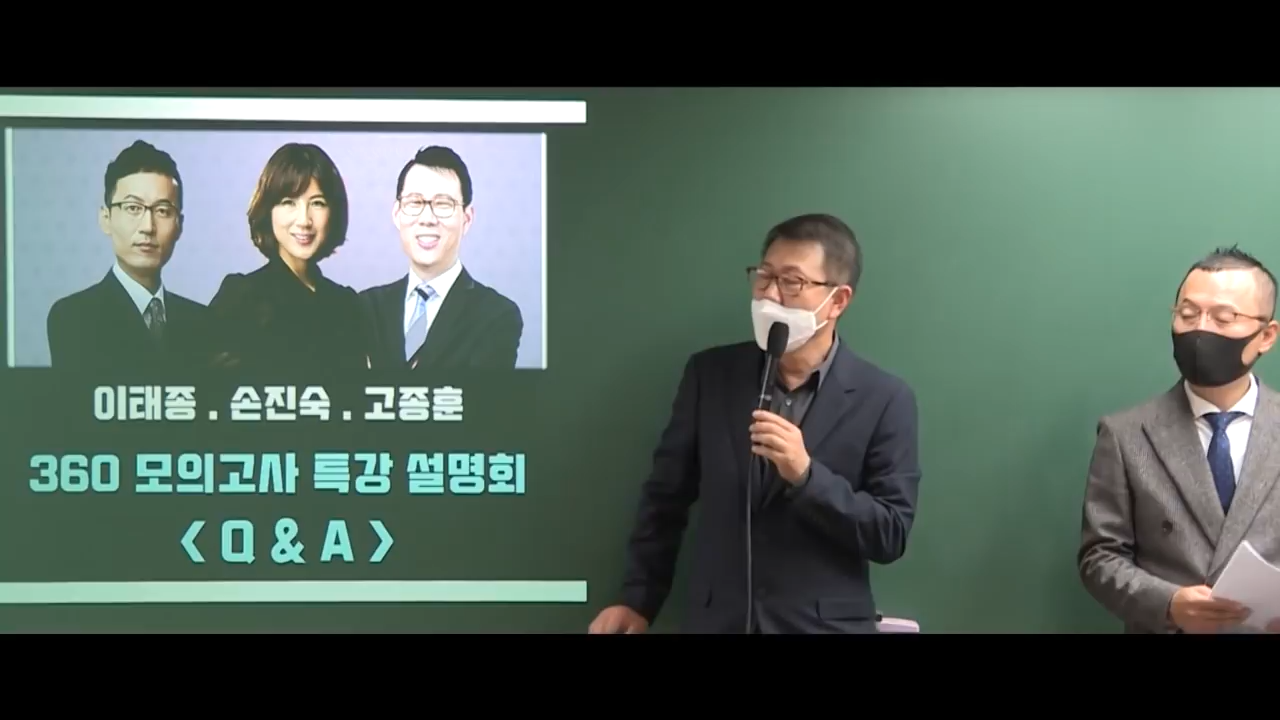 이태종 . 손진숙 . 고종훈
360 모의고사 특강 설명회
< Q & A >